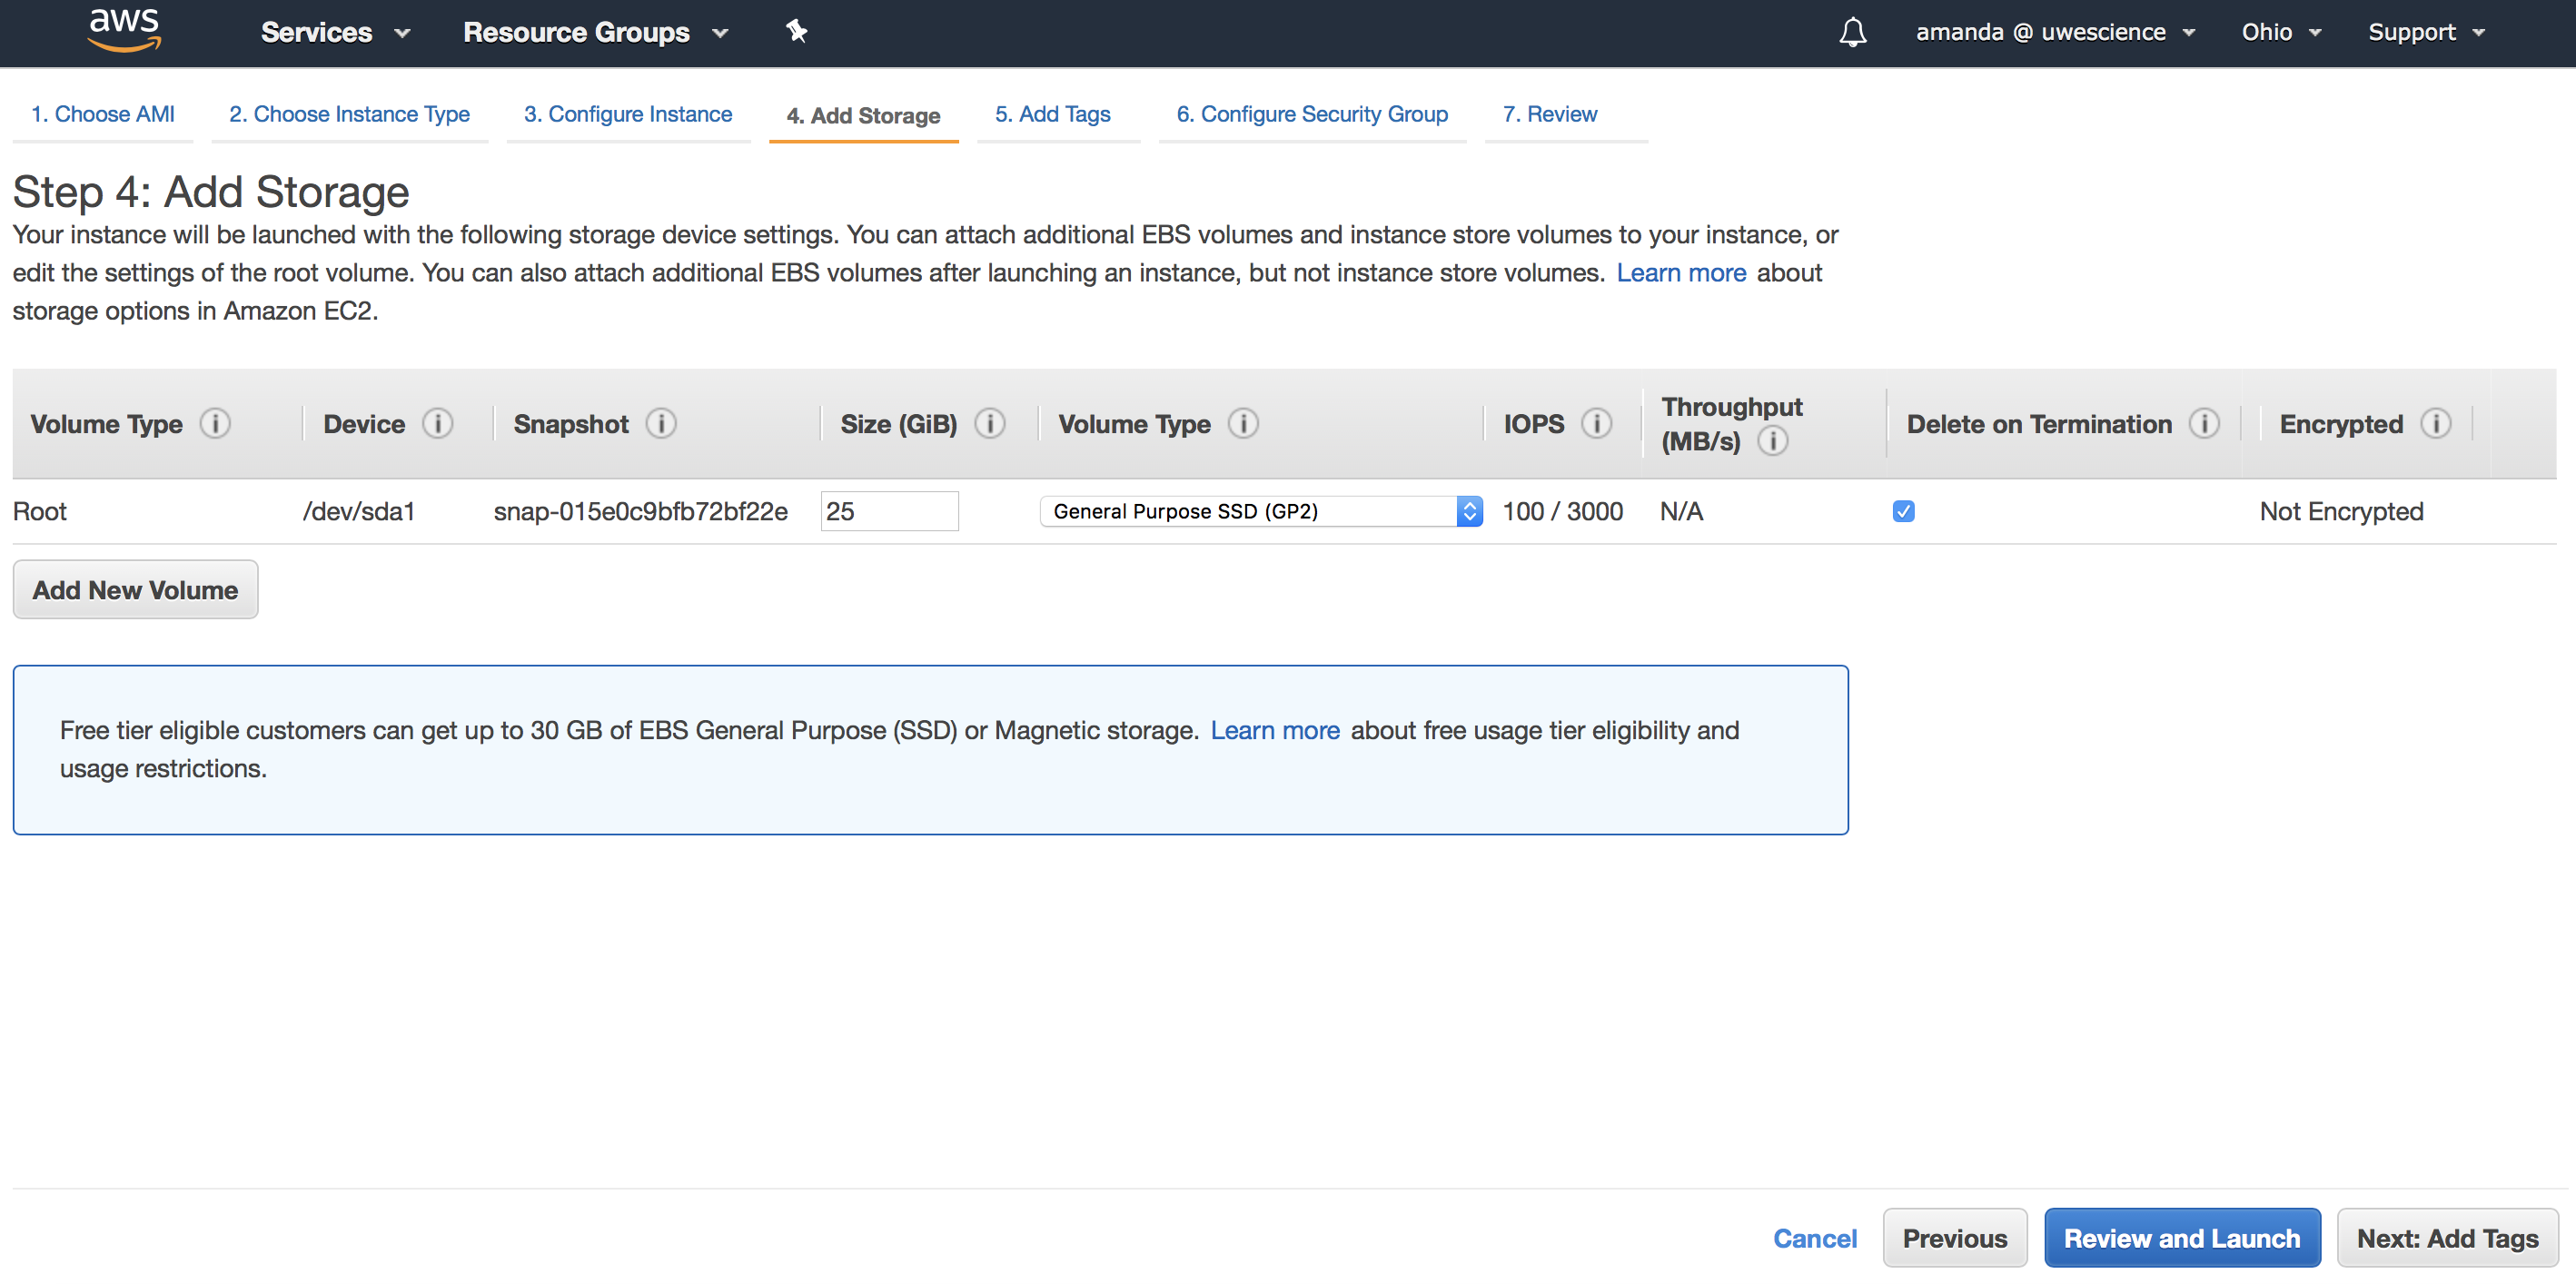 aws Services Resource Groups amanda @ uwescience Ohio Support
1. Choose AMI 2. Choose Instance Type 3. Configure Instance 4. Add Storage 5. Add Tags 6. Configure Security Group 7. Review
Step 4: Add Storage
Your instance will be launched with the following storage device settings. You can attach additional EBS volumes and instance store volumes to your instance, or
edit the settings of the root volume. You can also attach additional EBS volumes after launching an instance, but not instance store volumes. Learn more about
storage options in Amazon EC2.
Volume Type i Device i Snapshot i Size (GiB) i Volume Type i IOPS i Throughput (MB/s) i Delete on Termination i Encrypted i
Root /dev/sda1 snap-015e0c9bfb72bf22e 25 General Purpose SSD (GP2) 100 / 3000 N/A Not Encrypted
Add New Volume
Free tier eligible customers can get up to 30 GB of EBS General Purpose (SSD) or Magnetic storage. Learn more about free usage tier eligibility and
usage restrictions.
Cancel Previous Review and Launch Next: Add Tags